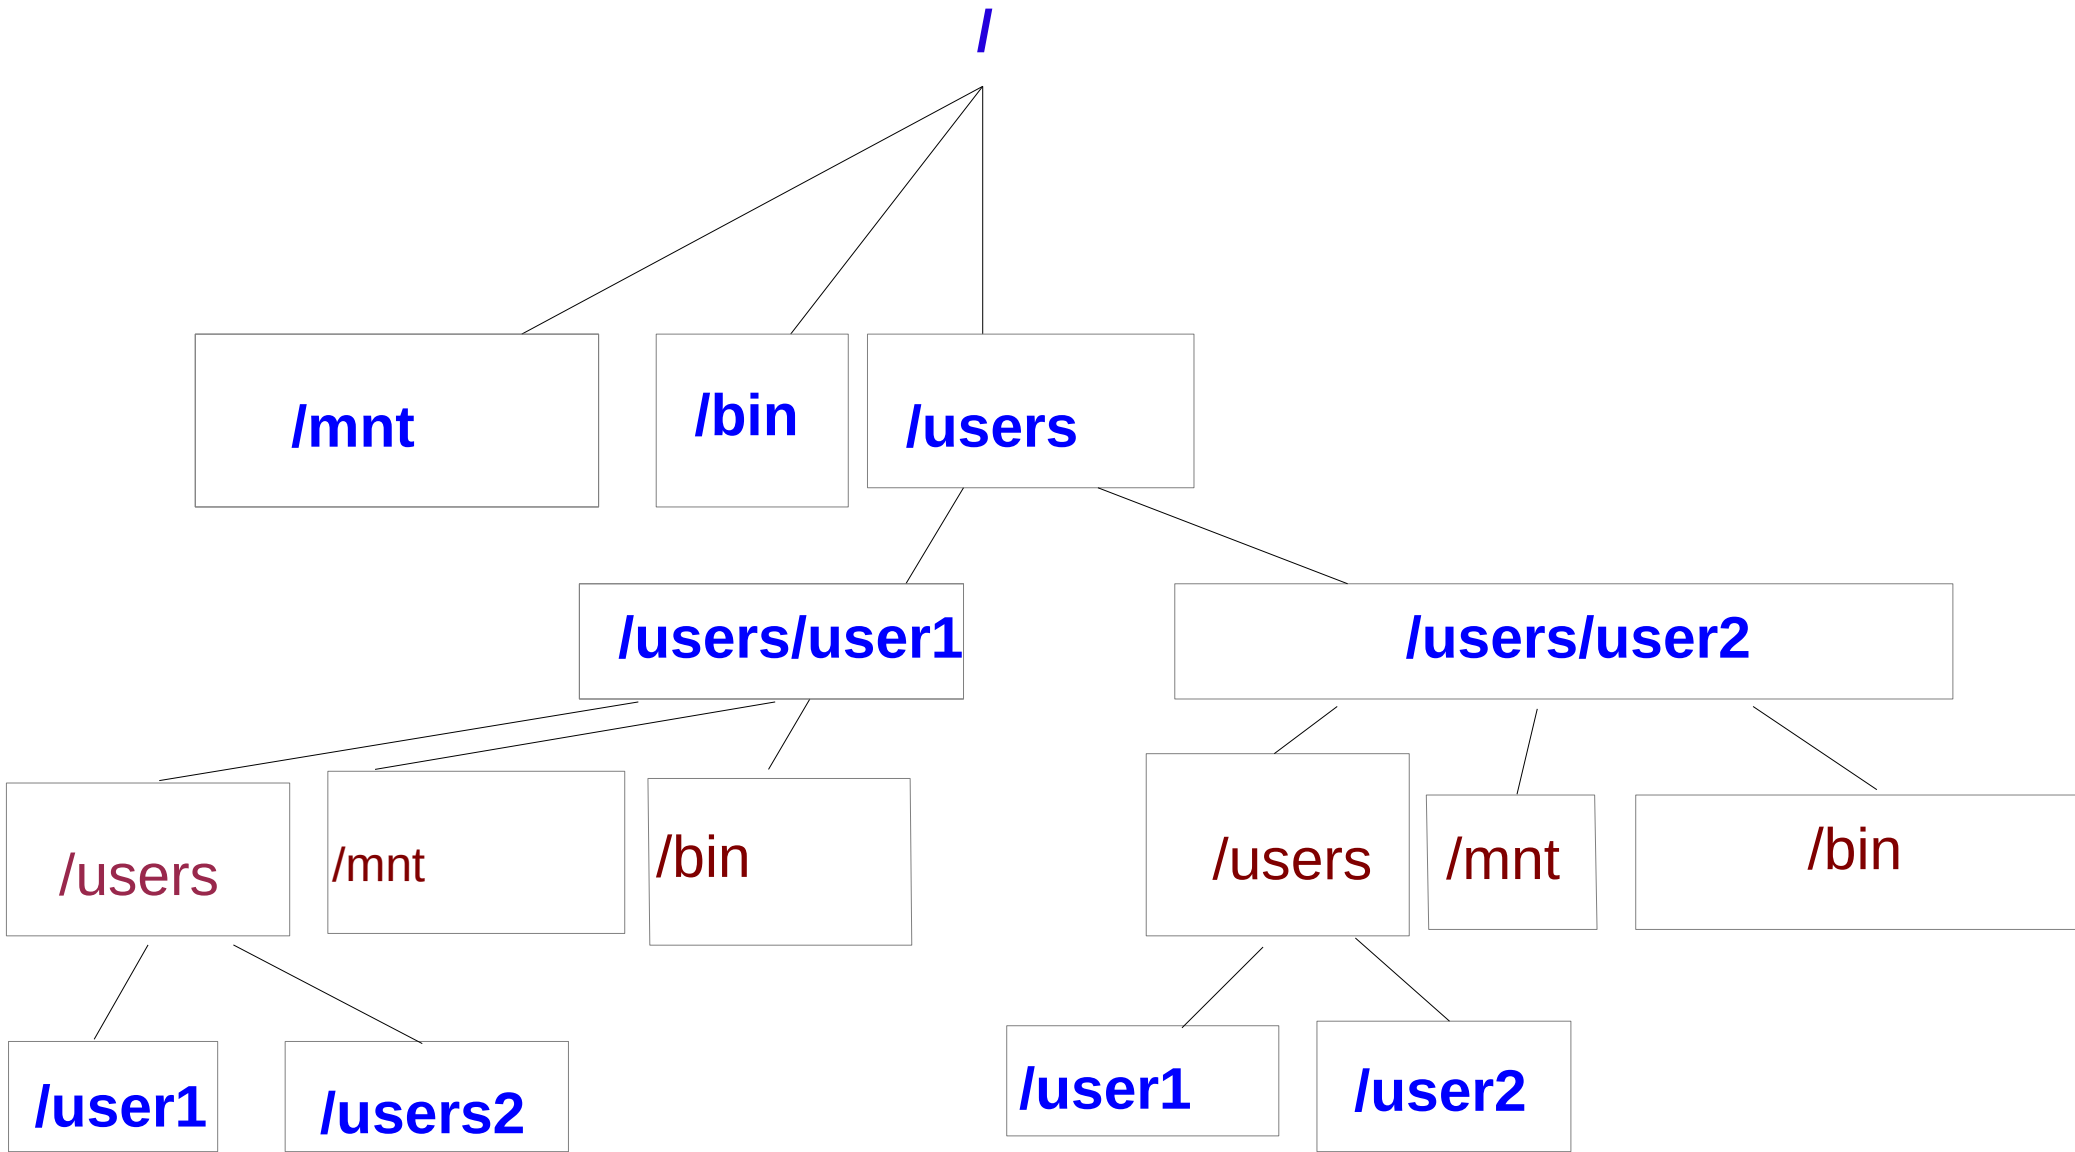 /
/mnt
/bin
/users
/users/user1
/users/user2
/users
/mnt
/bin
/users
/mnt
/bin
/user1
/users2
/user1
/user2